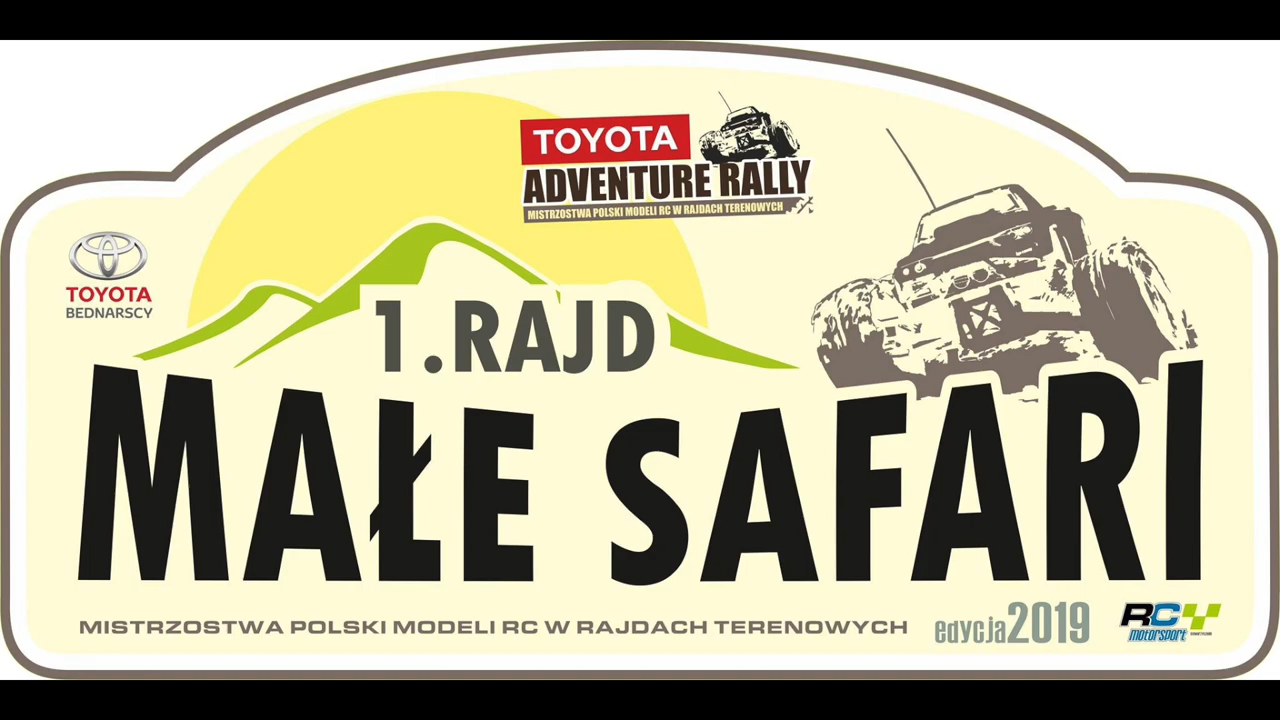 TOYOTA
ADVENTURE RALLY
MISTRZOSTWA POLSKI MODELI RC W RAJDACH TERENOWYCH
TOYOTA
BEDNARSCY
1.RAJD
MAŁE SAFARI
MISTRZOSTWA POLSKI MODELI RC W RAJDACH TERENOWYCH
edycja2019
RC
motorsport